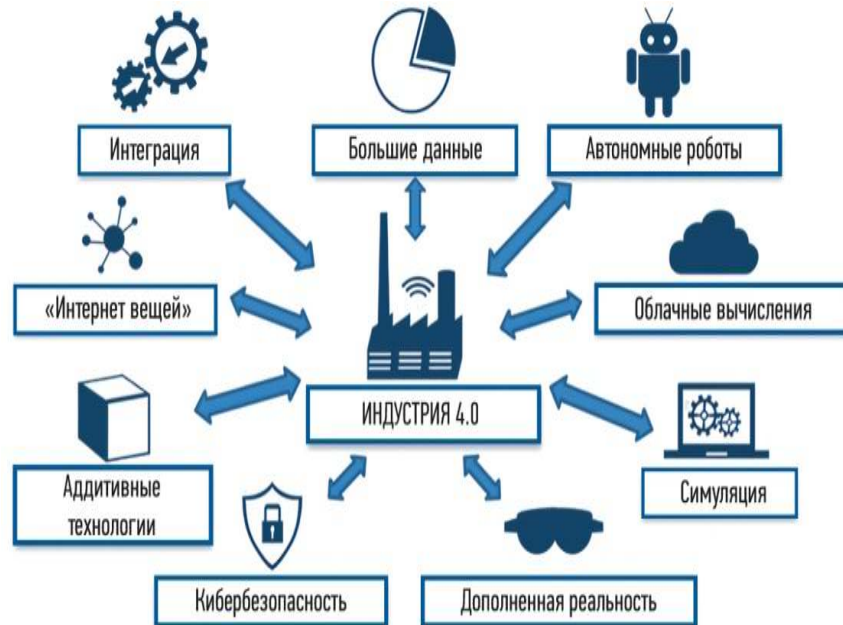 Интеграция
Большие данные
Автономные роботы
«Интернет вещей»
Облачные вычисления
ИНДУСТРИЯ 4.0
Аддитивные
технологии
Симуляция
Кибербезопасность
Дополненная реальность